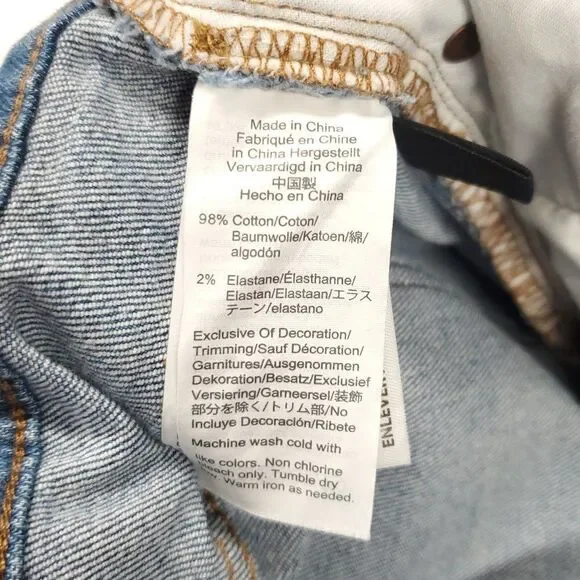 Made in China
Fabriqué en Chine
in China Hergestellt
Vervaardigd in China
中国製
Hecho en China
98% Cotton/Coton/
Baumwolle/Katoen/綿/
algodón
2% Elastane/Élasthanne/
Elastan/Elastaan/エラス
テーン/elastano
Exclusive Of Decoration/
Trimming/Sauf Décoration/
Garnitures/Ausgenommen
Dekoration/Besatz/Exclusief
Versiering/Garneersel/装飾
部分を除く/トリム部/No
Incluye Decoración/Ribete
Machine wash cold with
like colors. Non chlorine
bleach only. Tumble dry
Warm iron as needed.
ENLEVER